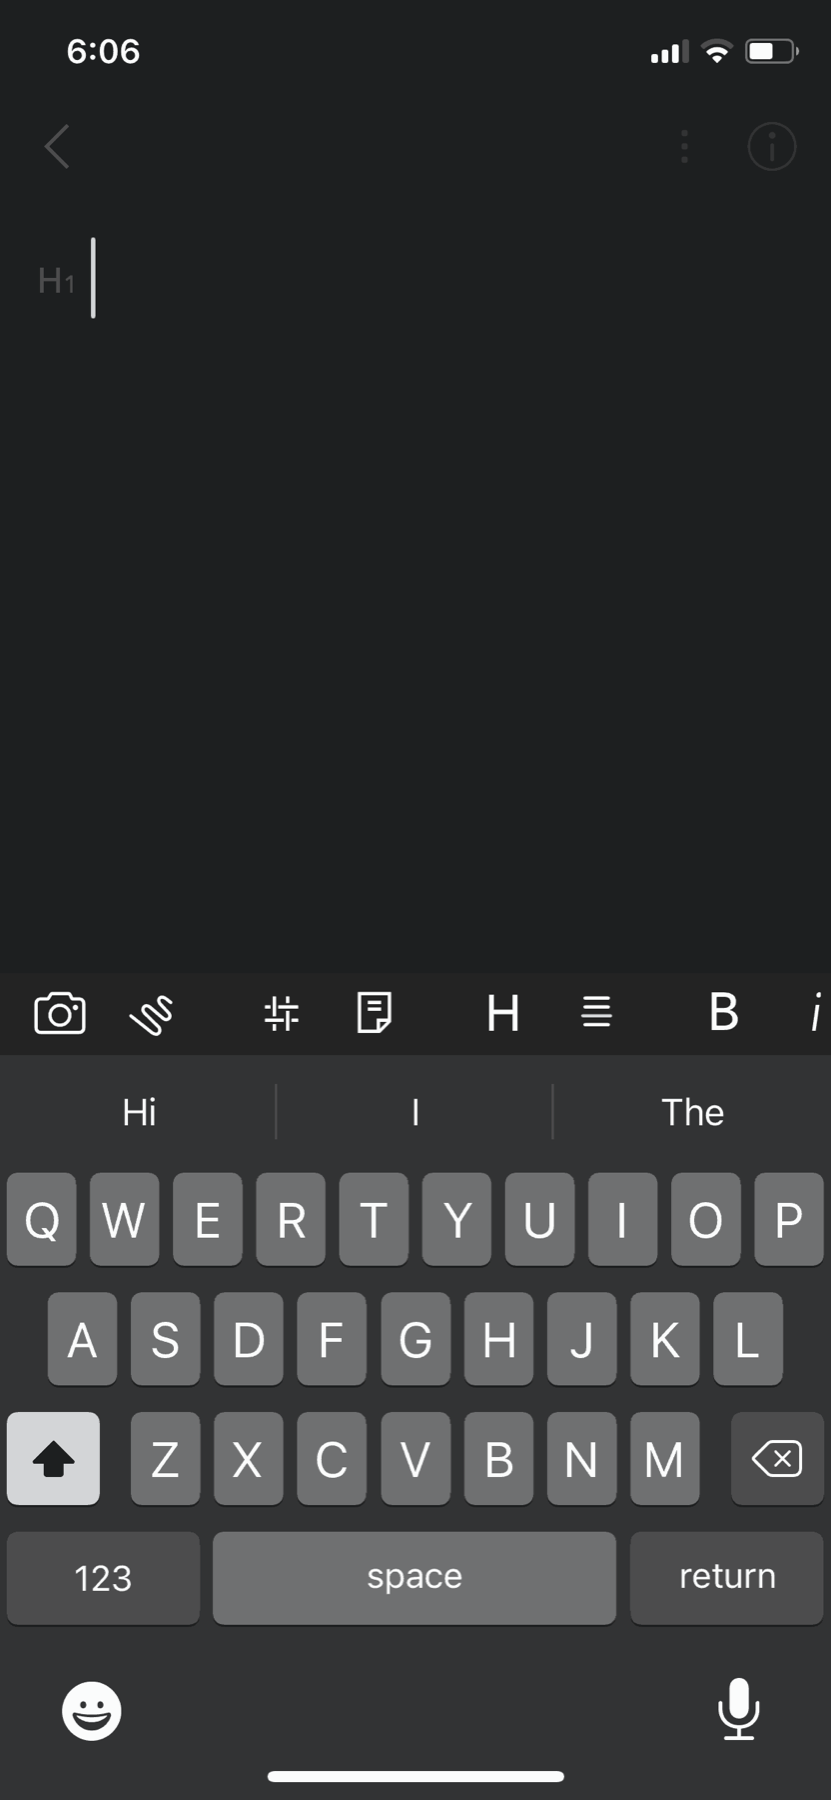 6:06
H1
H B i
Hi I The
Q W E R T Y U I O P
A S D F G H J K L
Z X C V B N M
123 space return